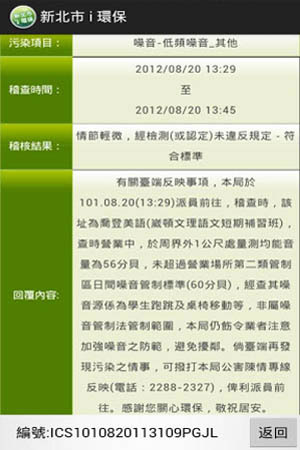 新北市 i 環保
污染項目：
噪音-低頻噪音_其他
稽查時間：
2012/08/20 13:29
至
2012/08/20 13:45
稽核結果：
情節輕微，經檢測(或認定)未違反規定－符
合標準
回覆內容:
有關臺端反映事項，本局於
101.08.20(13:29)派員前往，稽查時，該
址為喬登美語(崴頓文理語文短期補習班)，
查時營業中，於周界外1公尺處量測均能音
量為56分貝，未超過營業場所第二類管制
區日間噪音管制標準(60分貝)，經查其噪
音源係為學生跑跳及桌椅移動等，非屬噪
音管制法管制範圍，本局仍飭令業者注意
加強噪音之防範，避免擾鄰。倘臺端再發
現污染之情事，可撥打本局公害陳情專線
反映(電話：2288-2327)，俾利派員前
往。感謝您關心環保，敬祝居安。
編號:ICS1010820113109PGJL
返回